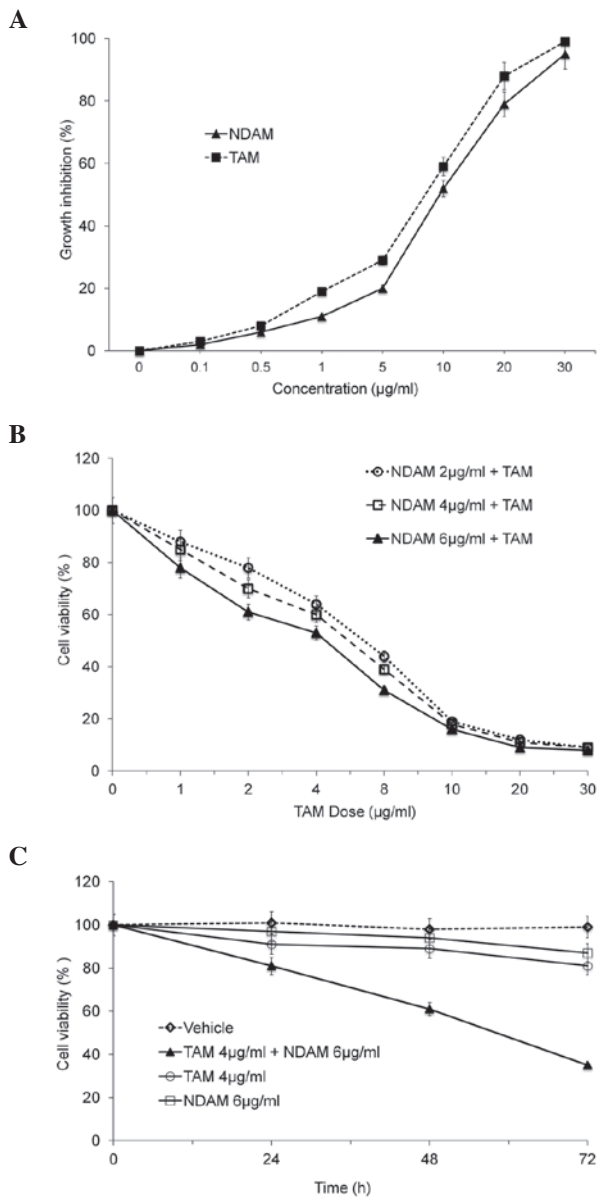 A
Growth inhibition (%)
100
80
60
40
20
0
NDAM
TAM
0 0.1 0.5 1 5 10 20 30
Concentration (µg/ml)
B
Cell viability (% )
120
100
80
60
40
20
0
NDAM 2µg/ml + TAM
NDAM 4µg/ml + TAM
NDAM 6µg/ml + TAM
0 1 2 4 8 10 20 30
TAM Dose (µg/ml)
C
Cell viability (% )
120
100
80
60
40
20
0
Vehicle
TAM 4µg/ml + NDAM 6µg/ml
TAM 4µg/ml
NDAM 6µg/ml
0 24 48 72
Time (h)